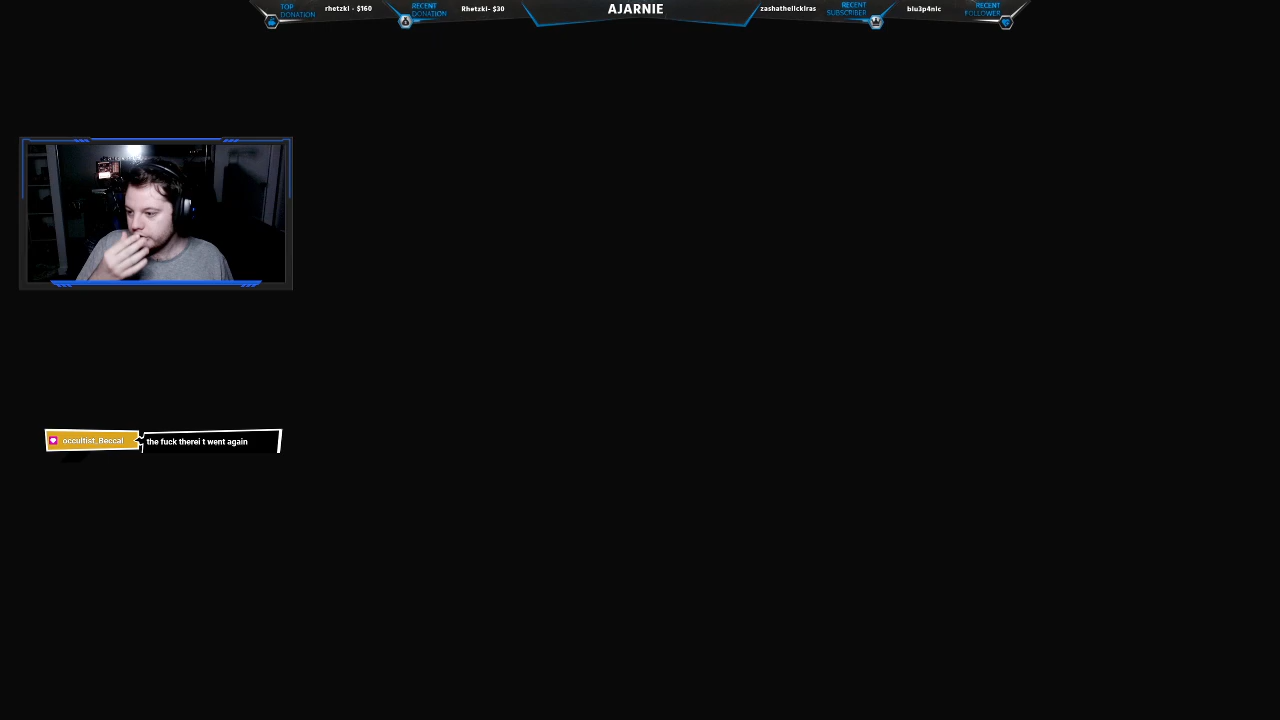 TOP
DONATION
rhetzki - $160
RECENT
DONATION
Rhetzki- $30
AJARNIE
zashathelickiras
RECENT
SUBSCRIBER
blu3p4nic
RECENT
FOLLOWER
occultist_Beccal
the fuck therei t went again